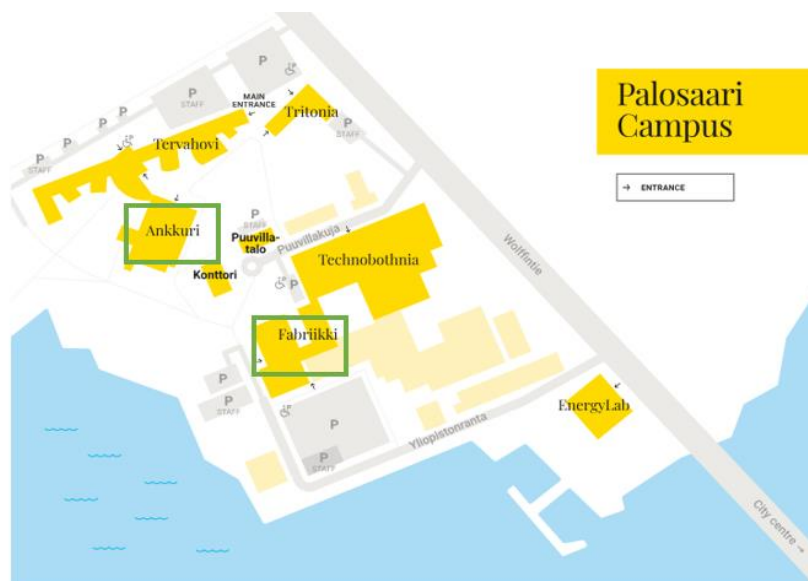 Palosaari
Campus
→ ENTRANCE
P
P
STAFF
MAIN
ENTRANCE
Tritonia
P
STAFF
P
P
P
P
STAFF
Tervahovi
Ankkuri
P
STAFF
Puuvilla-
talo
Puuvillakuja
Konttori
P
Technobothnia
Wolffintie
Fabriikki
P
P
STAFF
P
P
STAFF
Yliopistonranta
EnergyLab
City centre →